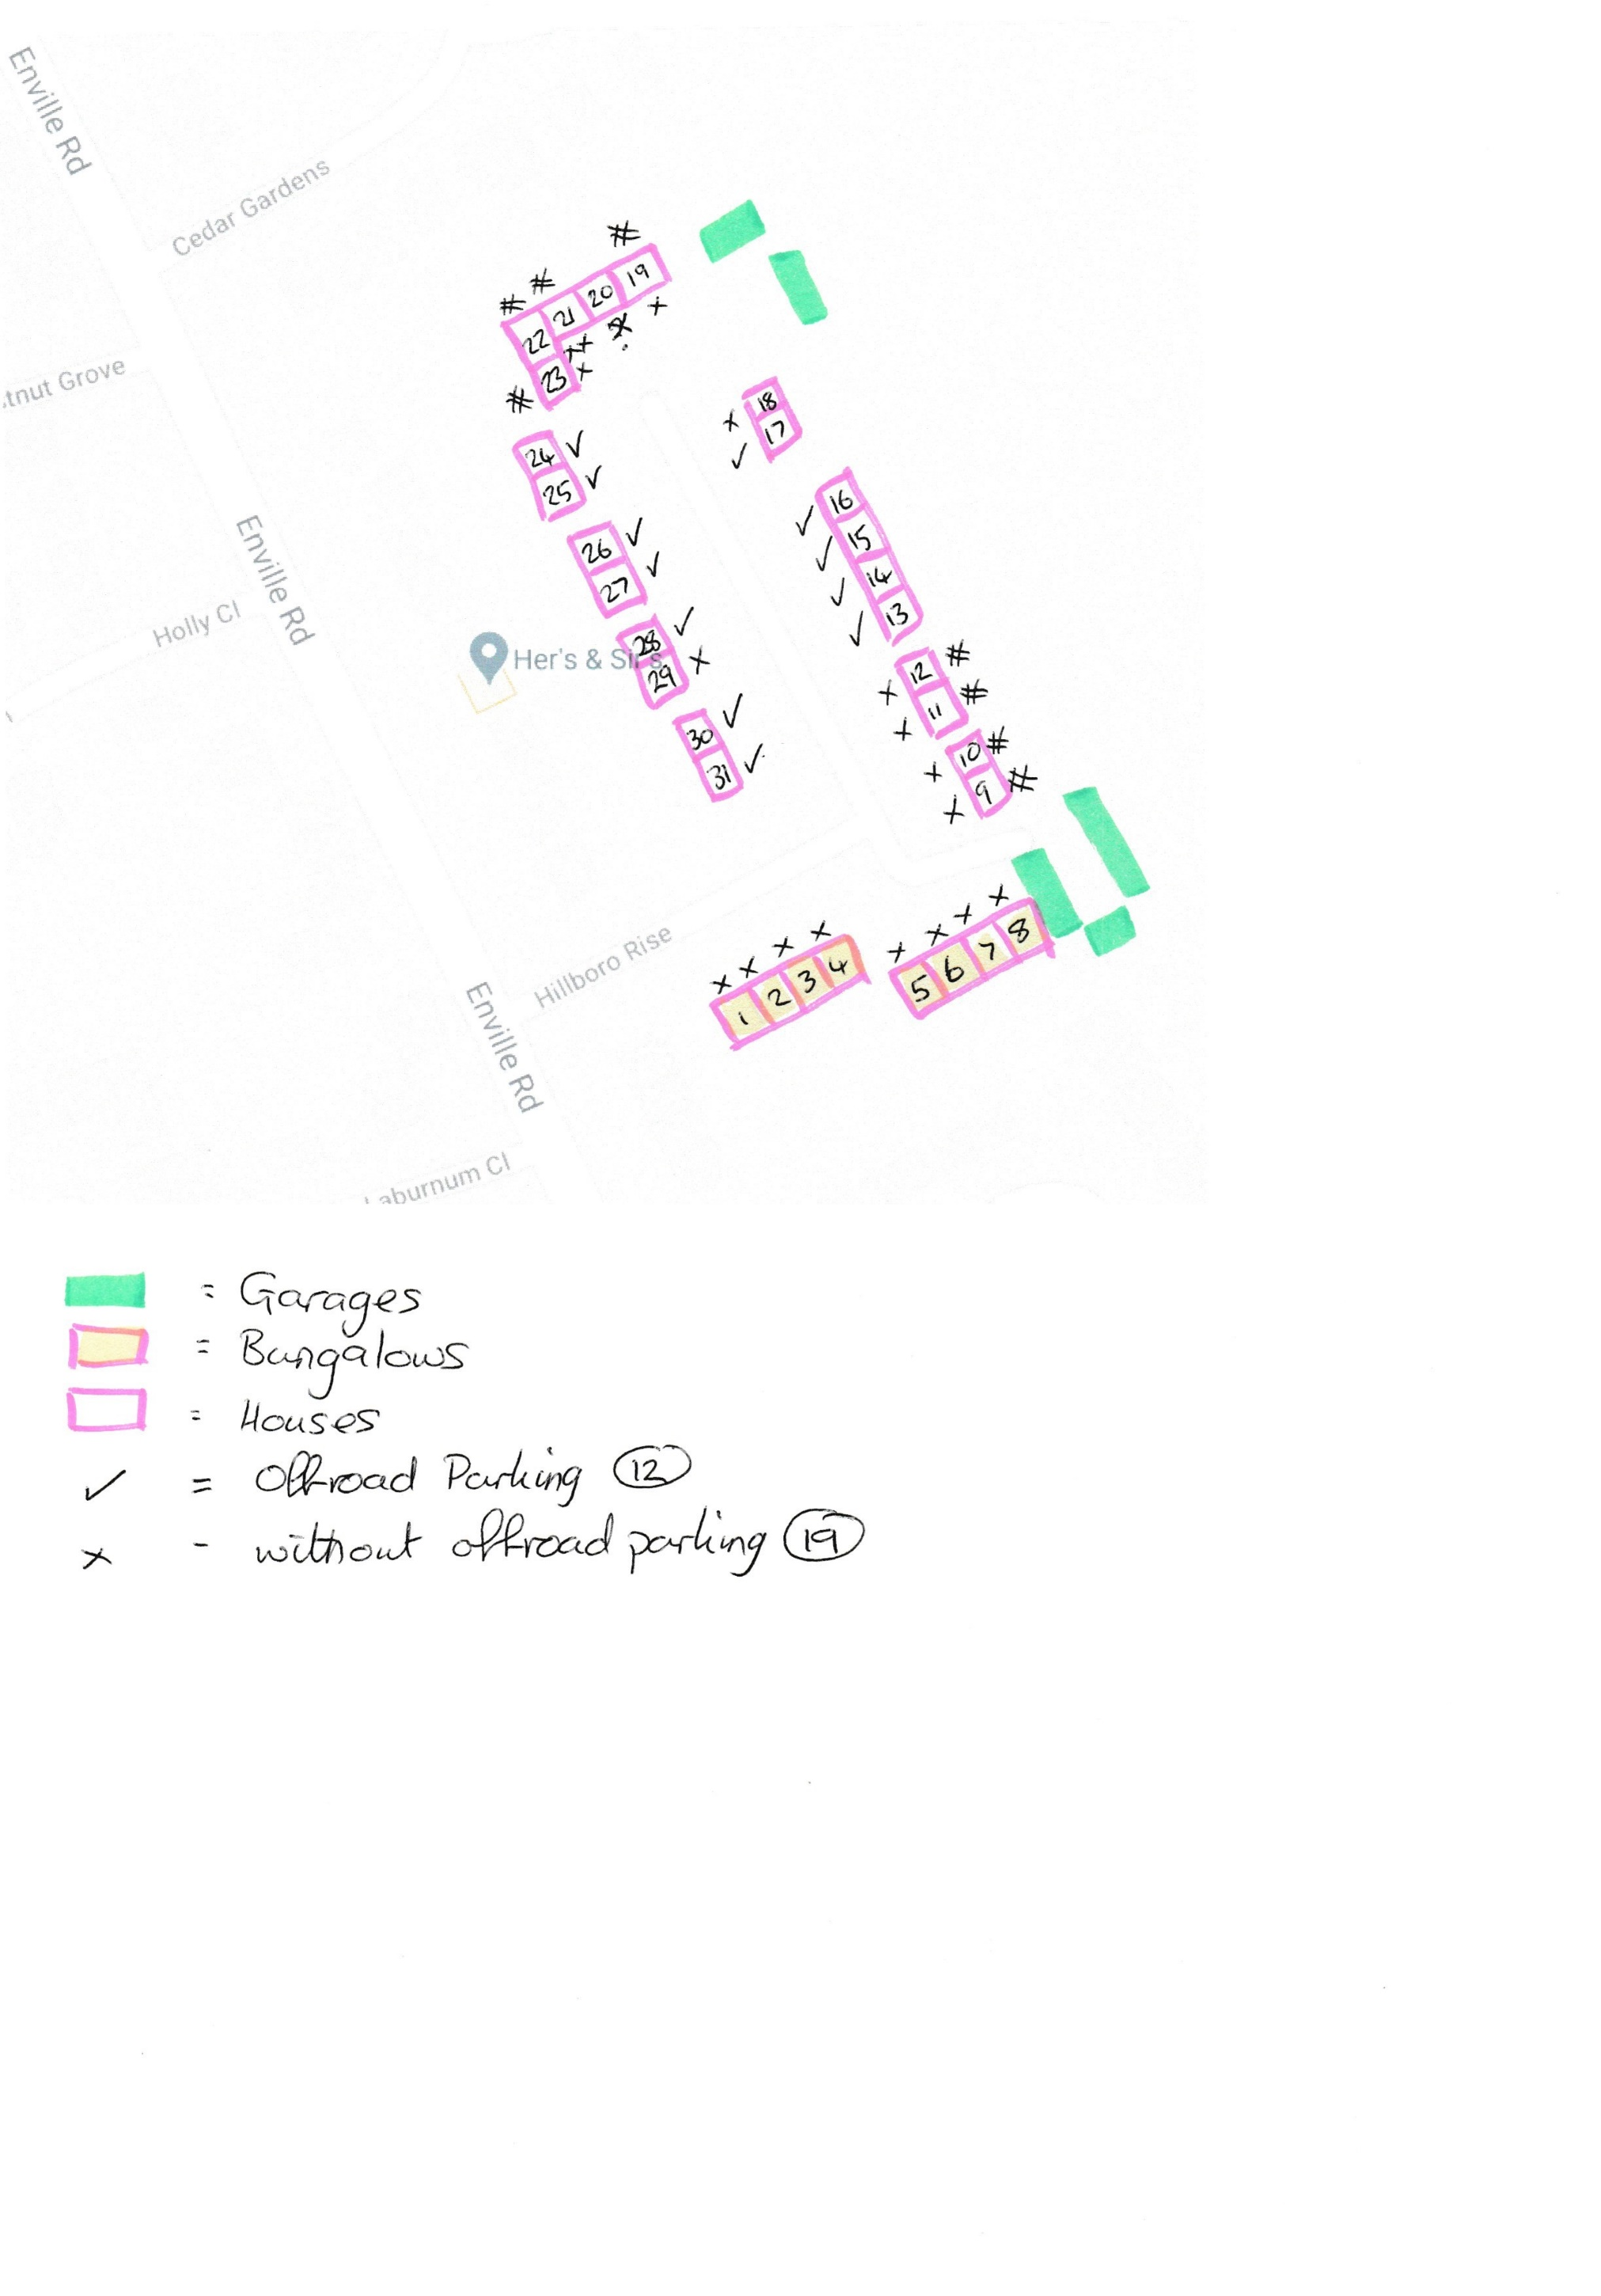 Enville Rd
Cedar Gardens
tnut Grove
Enville Rd
Holly Cl
Her's & Sir's
Hillboro Rise
Enville Rd
Laburnum Cl
#
# #
22 21 20 19
x
x x x
# 23 x
24 ✓
25 ✓
26 ✓
27 ✓
28 ✓
29 x
30 ✓
31 ✓
x 18
✓ 17
✓ 16
✓ 15
✓ 14
✓ 13
x 12 #
x 11 #
x 10 #
x 9 #
x x x x
1 2 3 4
x x x x
5 6 7 8
= Garages
= Bungalows
= Houses
✓ = Offroad Parking 12
x - without offroad parking 19